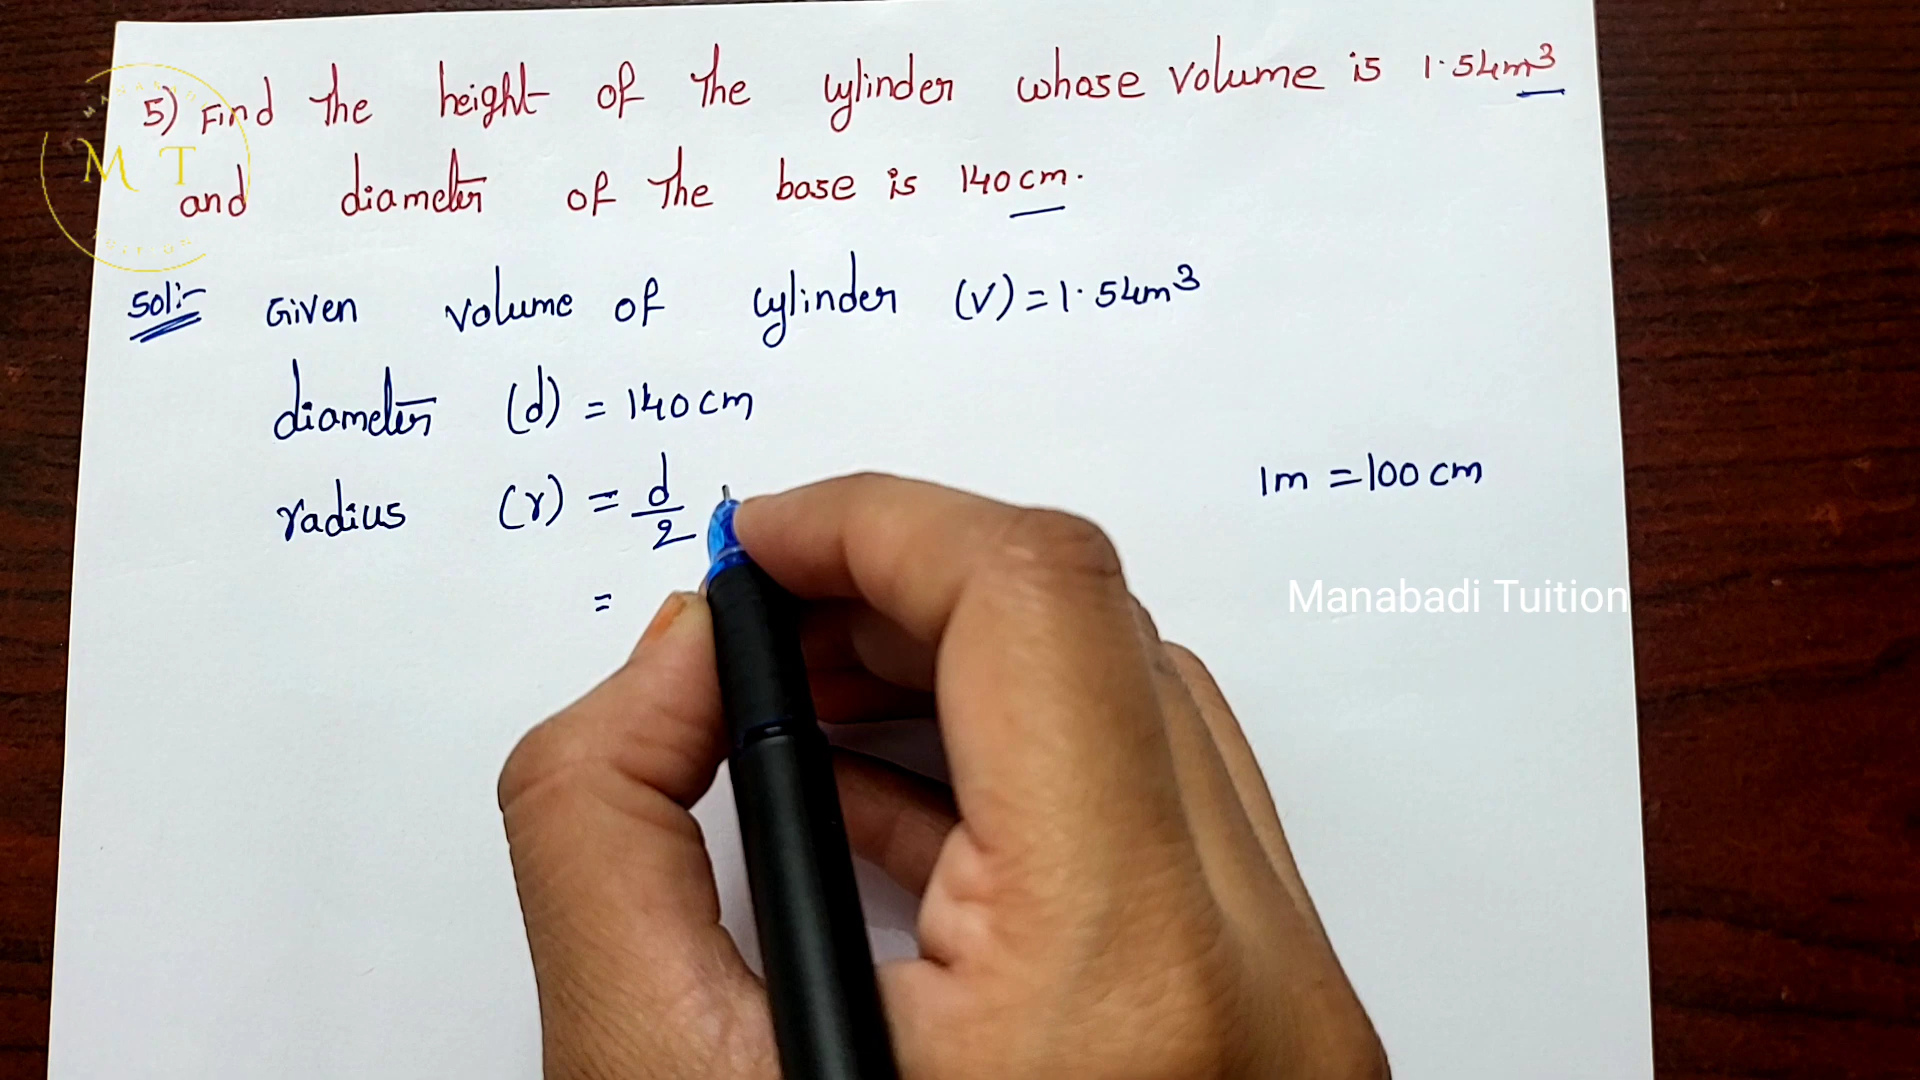 5) Find the height of the cylinder whose volume is 1.54m³
M T
and diameter of the base is 140cm.
Sol:- Given volume of cylinder (V) = 1.54m³
diameter (d) = 140cm
radius (r) = d/2
1m = 100 cm
=
Manabadi Tuition